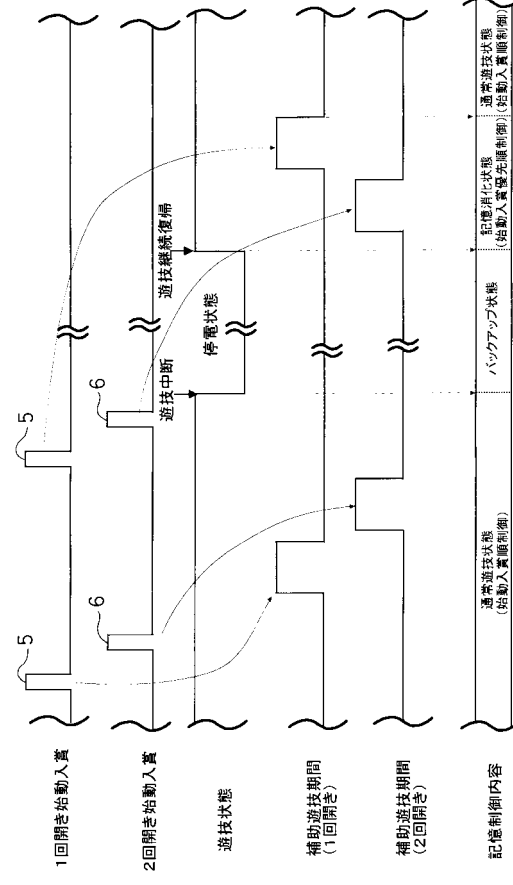 1回開き始動入賞
5
5
2回開き始動入賞
6
6
遊技状態
遊技中断
停電状態
遊技継続復帰
補助遊技期間
(1回開き)
補助遊技期間
(2回開き)
記憶制御内容
通常遊技状態
(始動入賞順制御)
バックアップ状態
記憶消化状態
(始動入賞優先順制御)
通常遊技状態
(始動入賞順制御)